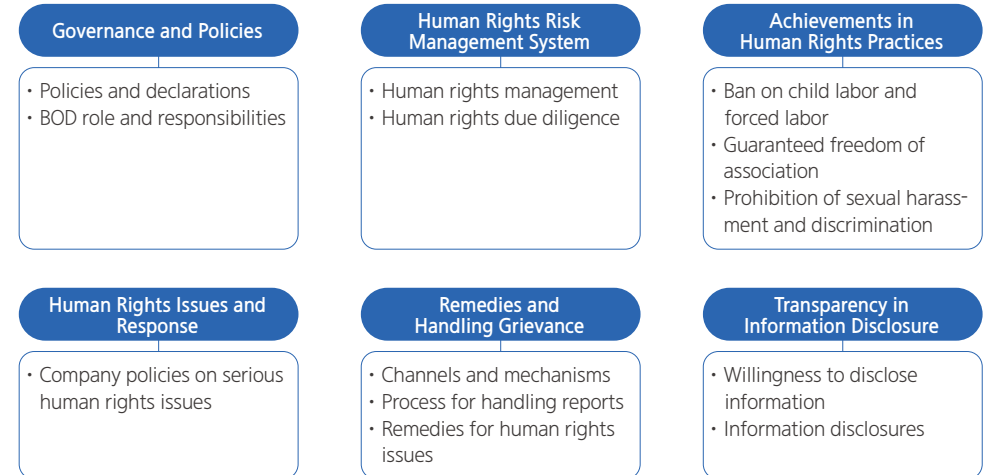 Governance and Policies
· Policies and declarations
· BOD role and responsibilities
Human Rights Risk
Management System
· Human rights management
· Human rights due diligence
Achievements in
Human Rights Practices
· Ban on child labor and
forced labor
· Guaranteed freedom of
association
· Prohibition of sexual harass-
ment and discrimination
Human Rights Issues and
Response
· Company policies on serious
human rights issues
Remedies and
Handling Grievance
· Channels and mechanisms
· Process for handling reports
· Remedies for human rights
issues
Transparency in
Information Disclosure
· Willingness to disclose
information
· Information disclosures